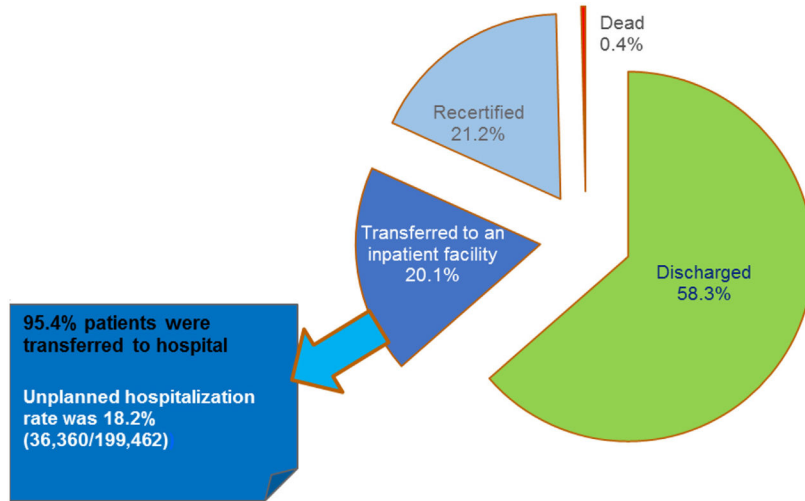 Dead
0.4%
Recertified
21.2%
Transferred to an
inpatient facility
20.1%
Discharged
58.3%
95.4% patients were
transferred to hospital
Unplanned hospitalization
rate was 18.2%
(36,360/199,462)